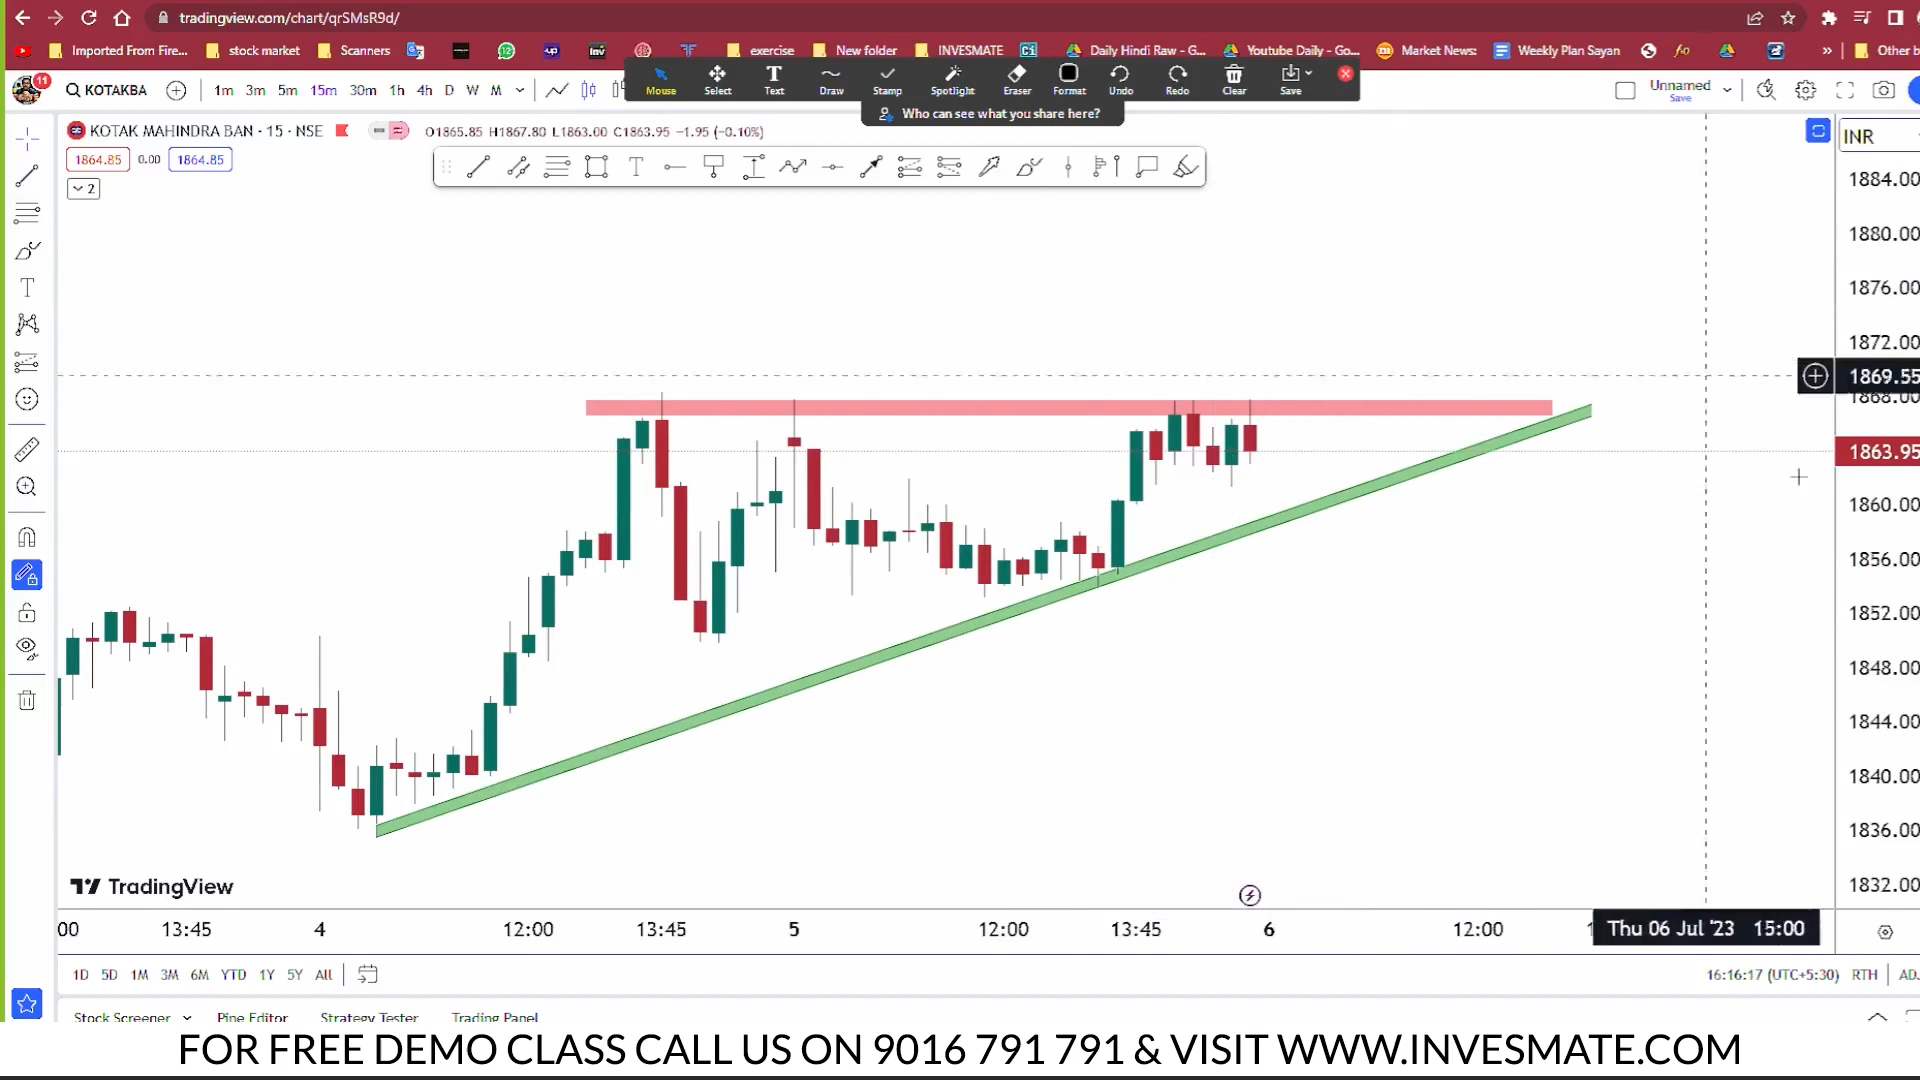 tradingview.com/chart/qrSMsR9d/
Imported From Fire... stock market Scanners exercise New folder INVESMATE Daily Hindi Raw - G... Youtube Daily - Go... Market News: Weekly Plan Sayan » Other b
11 KOTAKBA 1m 3m 5m 15m 30m 1h 4h D W M
Mouse Select Text Draw Stamp Spotlight Eraser Format Undo Redo Clear Save
Unnamed
Save
Who can see what you share here?
KOTAK MAHINDRA BAN · 15 · NSE O1865.85 H1867.80 L1863.00 C1863.95 −1.95 (−0.10%)
INR
1864.85 0.00 1864.85
2
1884.00
1880.00
1876.00
1872.00
1869.55
1868.00
1863.95
1860.00
1856.00
1852.00
1848.00
1844.00
1840.00
1836.00
1832.00
TradingView
00 13:45 4 12:00 13:45 5 12:00 13:45 6 12:00 Thu 06 Jul '23 15:00
1D 5D 1M 3M 6M YTD 1Y 5Y All 16:16:17 (UTC+5:30) RTH ADJ
Stock Screener Pine Editor Strategy Tester Trading Panel
FOR FREE DEMO CLASS CALL US ON 9016 791 791 & VISIT WWW.INVESMATE.COM